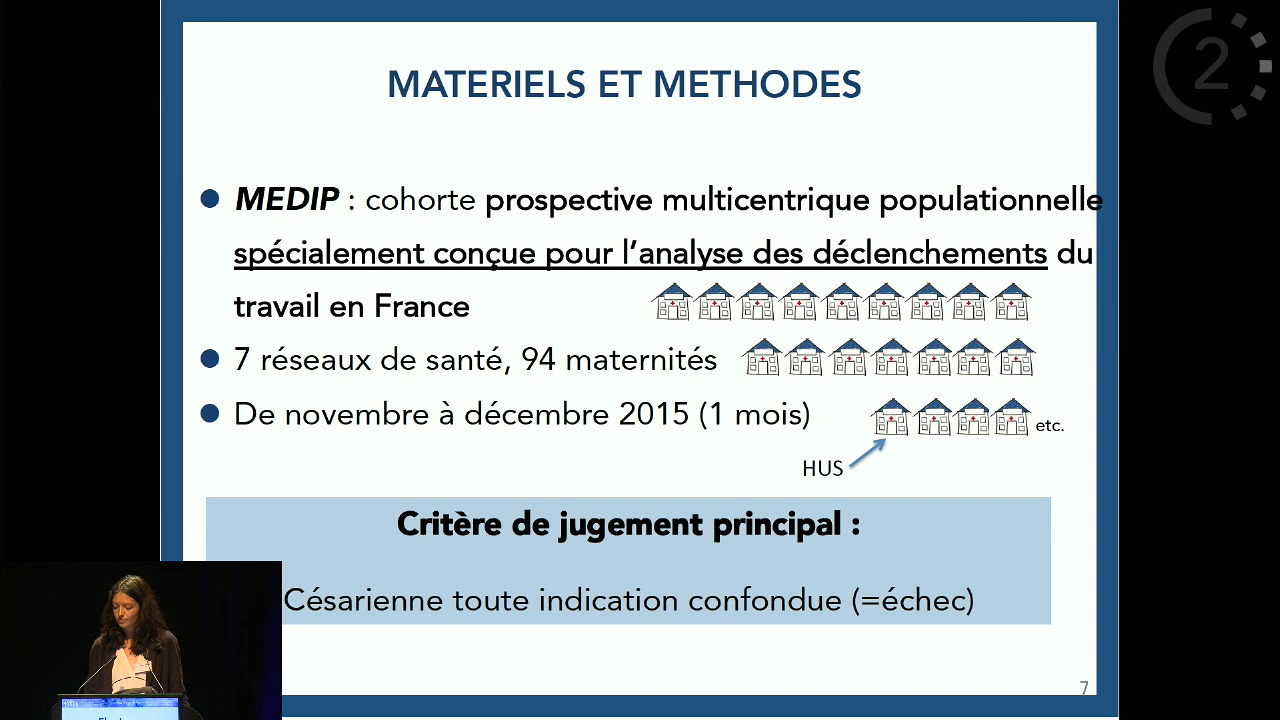 MATERIELS ET METHODES
MEDIP : cohorte prospective multicentrique populationnelle
spécialement conçue pour l’analyse des déclenchements du
travail en France
7 réseaux de santé, 94 maternités
De novembre à décembre 2015 (1 mois)
etc.
HUS
Critère de jugement principal :
Césarienne toute indication confondue (=échec)
7
2